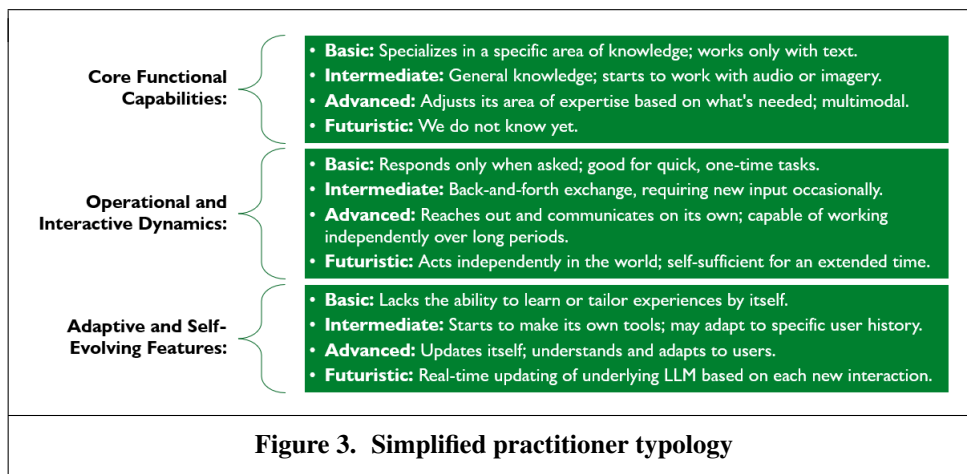 Core Functional
Capabilities:
• Basic: Specializes in a specific area of knowledge; works only with text.
• Intermediate: General knowledge; starts to work with audio or imagery.
• Advanced: Adjusts its area of expertise based on what's needed; multimodal.
• Futuristic: We do not know yet.
Operational and
Interactive Dynamics:
• Basic: Responds only when asked; good for quick, one-time tasks.
• Intermediate: Back-and-forth exchange, requiring new input occasionally.
• Advanced: Reaches out and communicates on its own; capable of working
independently over long periods.
• Futuristic: Acts independently in the world; self-sufficient for an extended time.
Adaptive and Self-
Evolving Features:
• Basic: Lacks the ability to learn or tailor experiences by itself.
• Intermediate: Starts to make its own tools; may adapt to specific user history.
• Advanced: Updates itself; understands and adapts to users.
• Futuristic: Real-time updating of underlying LLM based on each new interaction.
Figure 3. Simplified practitioner typology